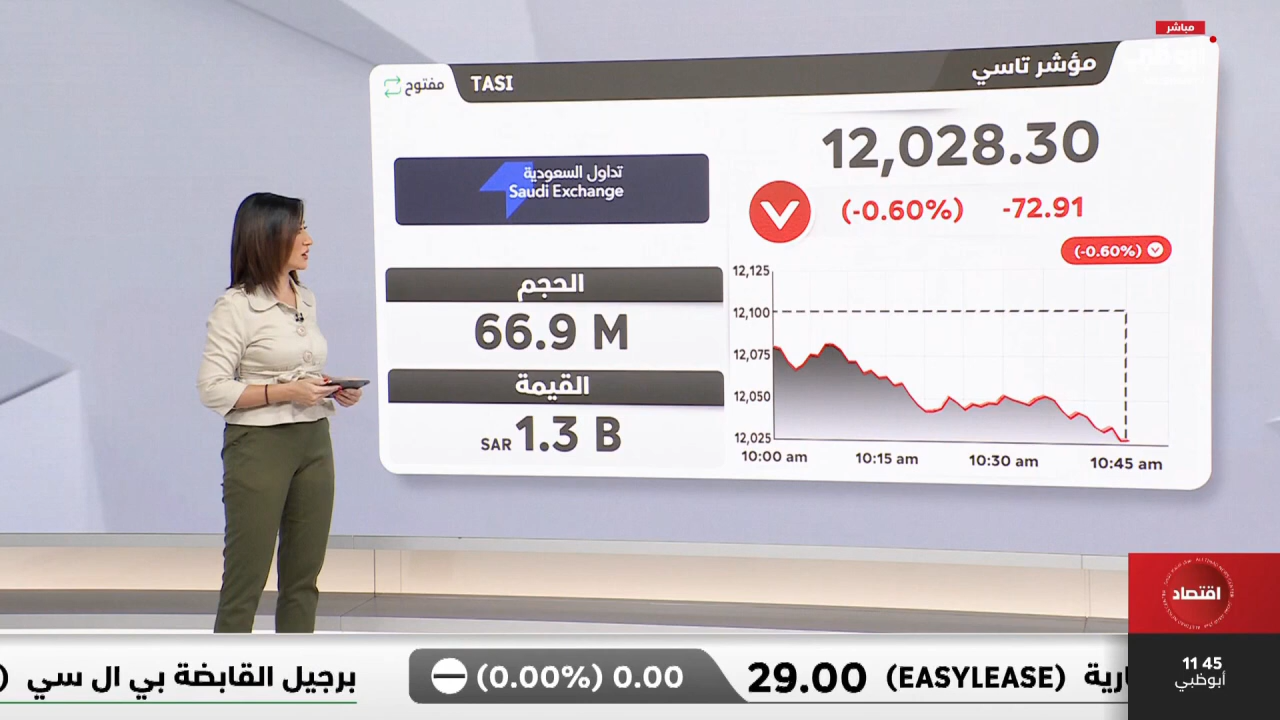 مباشر
مؤشر تاسي
TASI
مفتوح
12,028.30
(-0.60%) -72.91
(-0.60%)
تداول السعودية
Saudi Exchange
الحجم
66.9 M
القيمة
SAR 1.3 B
12,125
12,100
12,075
12,050
12,025
10:00 am 10:15 am 10:30 am 10:45 am
اقتصاد
11 45
أبوظبي
(EASYLEASE) 29.00
0.00 (0.00%)
برجيل القابضة بي ال سي